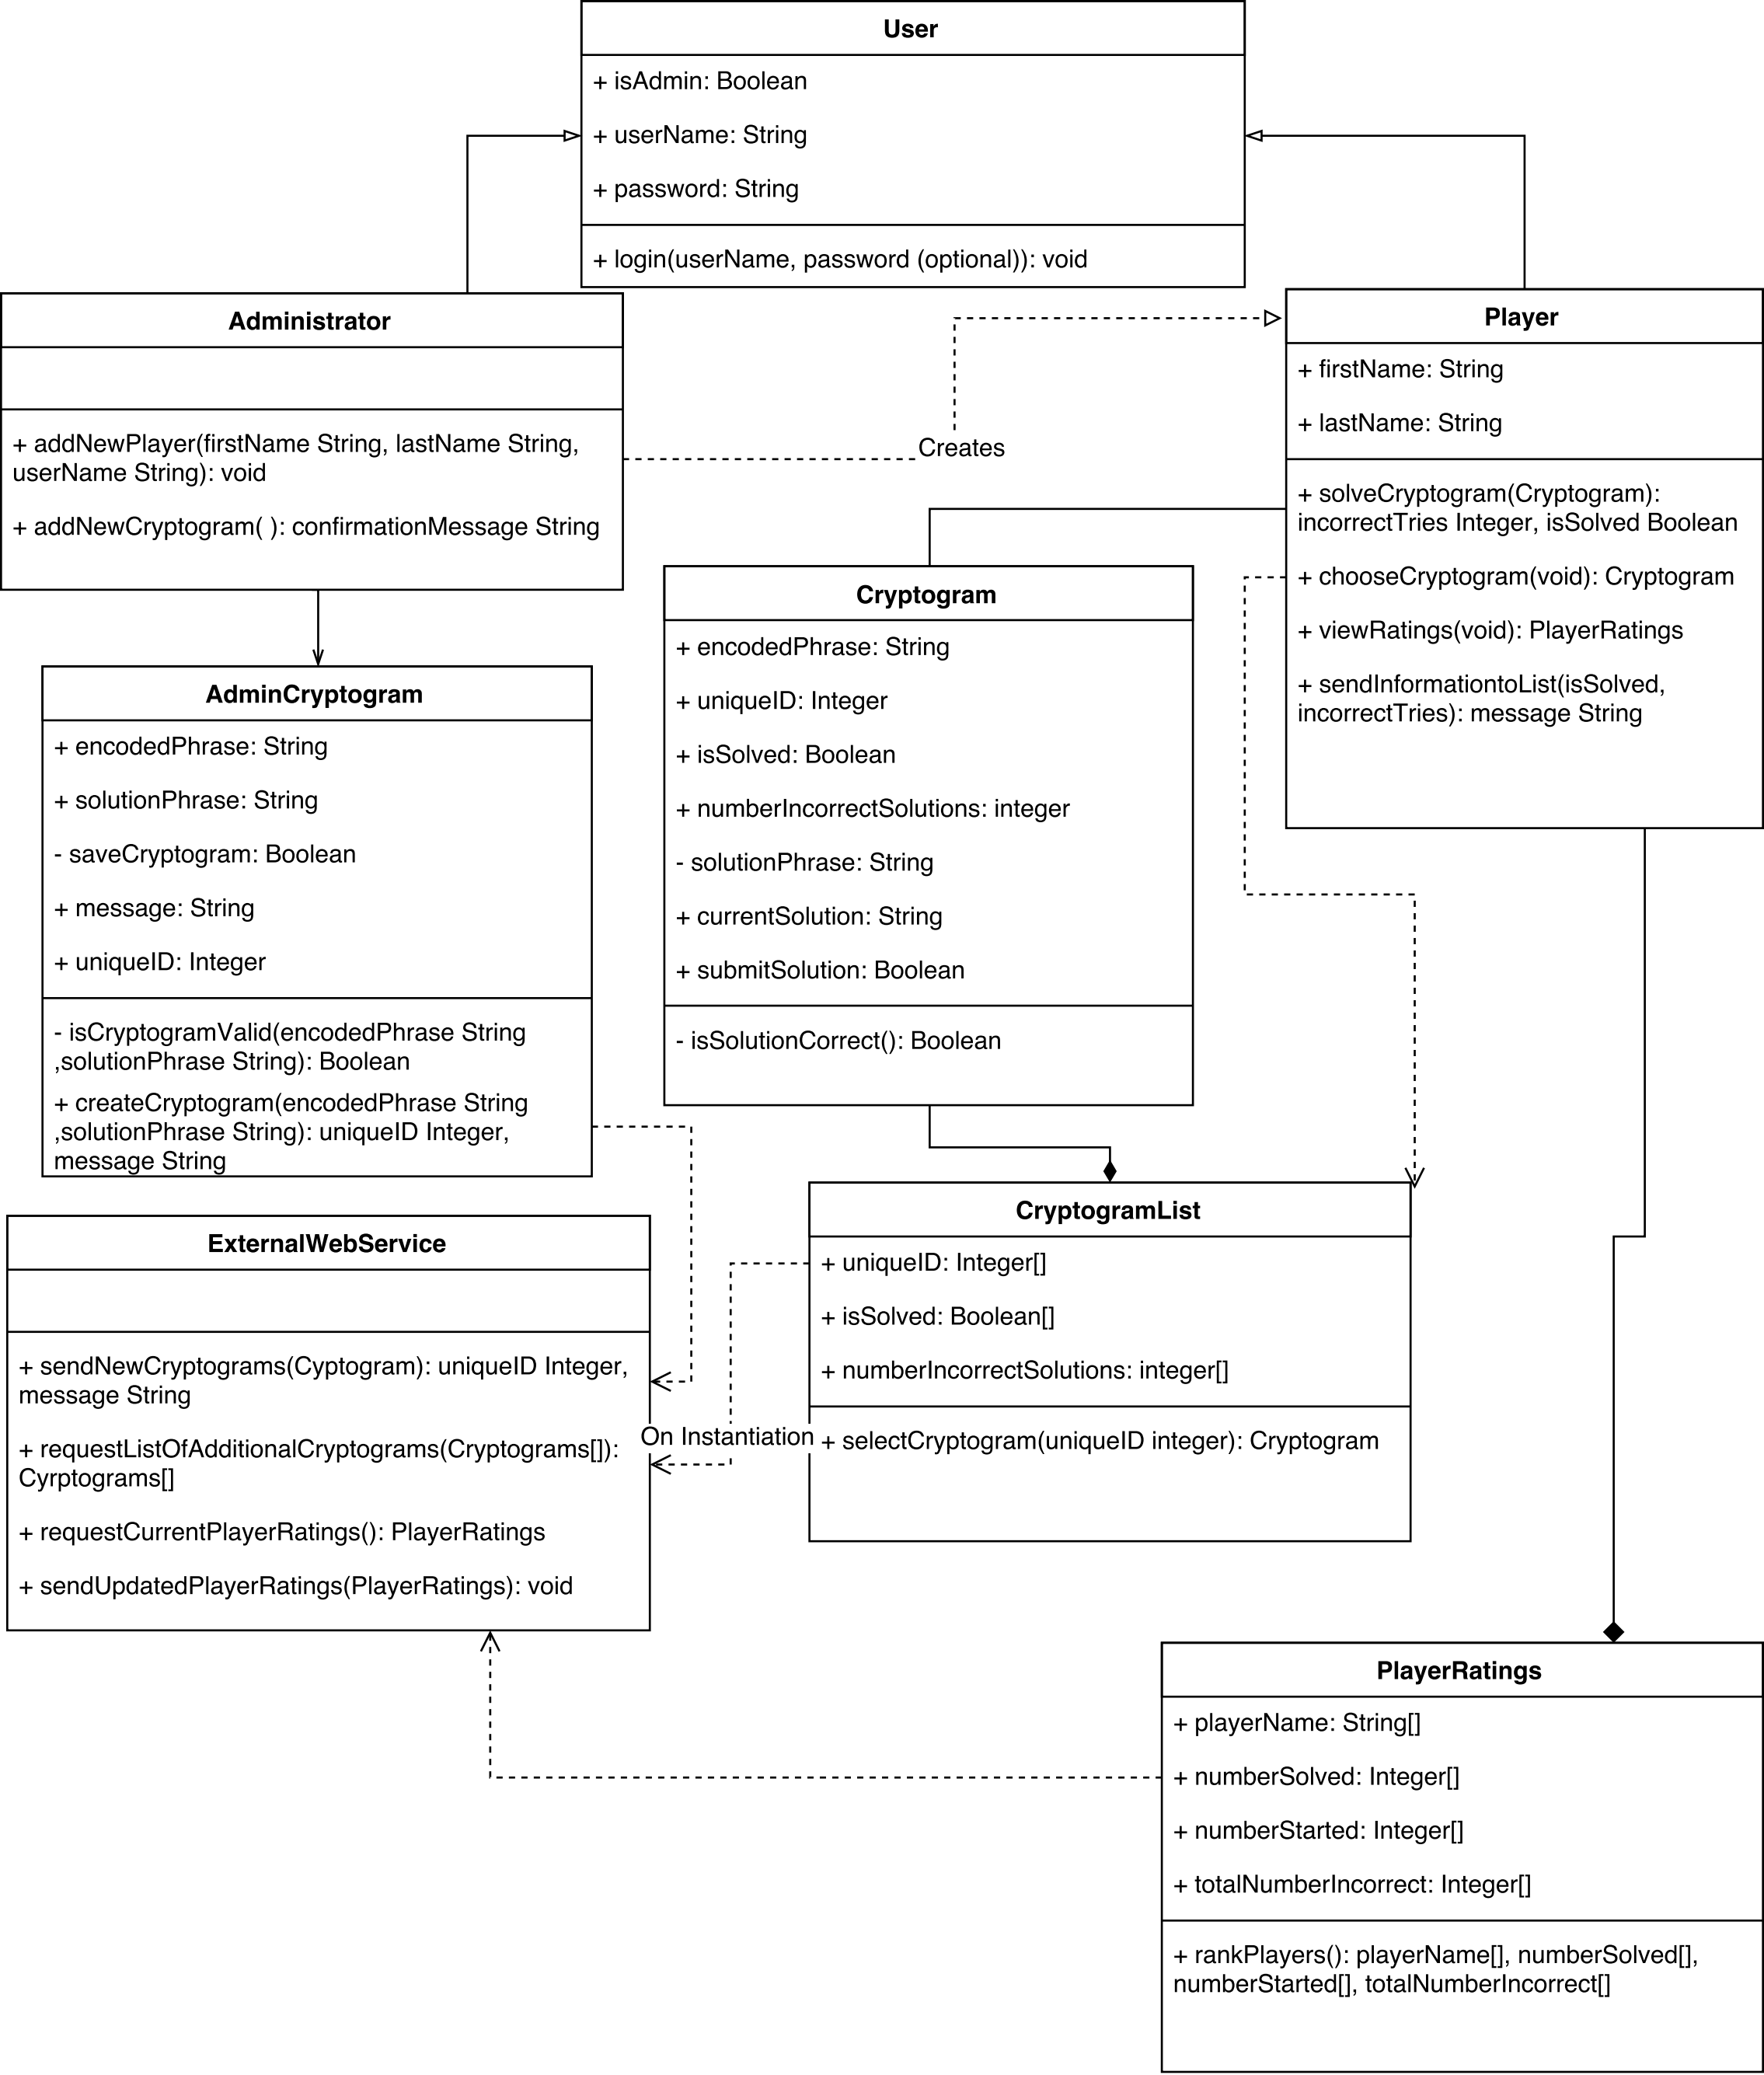 User
+ isAdmin: Boolean
+ userName: String
+ password: String
+ login(userName, password (optional)): void
Administrator
+ addNewPlayer(firstName String, lastName String,
userName String): void
+ addNewCryptogram( ): confirmationMessage String
Creates
Player
+ firstName: String
+ lastName: String
+ solveCryptogram(Cryptogram):
incorrectTries Integer, isSolved Boolean
+ chooseCryptogram(void): Cryptogram
+ viewRatings(void): PlayerRatings
+ sendInformationtoList(isSolved,
incorrectTries): message String
Cryptogram
+ encodedPhrase: String
+ uniqueID: Integer
+ isSolved: Boolean
+ numberIncorrectSolutions: integer
- solutionPhrase: String
+ currentSolution: String
+ submitSolution: Boolean
- isSolutionCorrect(): Boolean
AdminCryptogram
+ encodedPhrase: String
+ solutionPhrase: String
- saveCryptogram: Boolean
+ message: String
+ uniqueID: Integer
- isCryptogramValid(encodedPhrase String
,solutionPhrase String): Boolean
+ createCryptogram(encodedPhrase String
,solutionPhrase String): uniqueID Integer,
message String
ExternalWebService
+ sendNewCryptograms(Cyptogram): uniqueID Integer,
message String
+ requestListOfAdditionalCryptograms(Cryptograms[]):
Cyrptograms[]
+ requestCurrentPlayerRatings(): PlayerRatings
+ sendUpdatedPlayerRatings(PlayerRatings): void
On Instantiation
CryptogramList
+ uniqueID: Integer[]
+ isSolved: Boolean[]
+ numberIncorrectSolutions: integer[]
+ selectCryptogram(uniqueID integer): Cryptogram
PlayerRatings
+ playerName: String[]
+ numberSolved: Integer[]
+ numberStarted: Integer[]
+ totalNumberIncorrect: Integer[]
+ rankPlayers(): playerName[], numberSolved[],
numberStarted[], totalNumberIncorrect[]